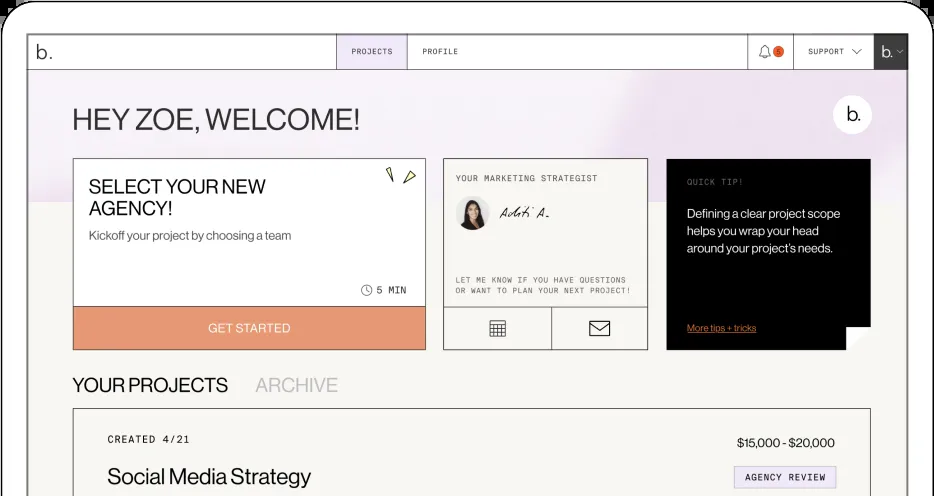 b.
PROJECTS
PROFILE
5
SUPPORT
b.
HEY ZOE, WELCOME!
b.
SELECT YOUR NEW
AGENCY!
Kickoff your project by choosing a team
5 MIN
GET STARTED
YOUR MARKETING STRATEGIST
Aditi A.
LET ME KNOW IF YOU HAVE QUESTIONS
OR WANT TO PLAN YOUR NEXT PROJECT!
QUICK TIP!
Defining a clear project scope
helps you wrap your head
around your project's needs.
More tips + tricks
YOUR PROJECTS
ARCHIVE
CREATED 4/21
$15,000 - $20,000
Social Media Strategy
AGENCY REVIEW